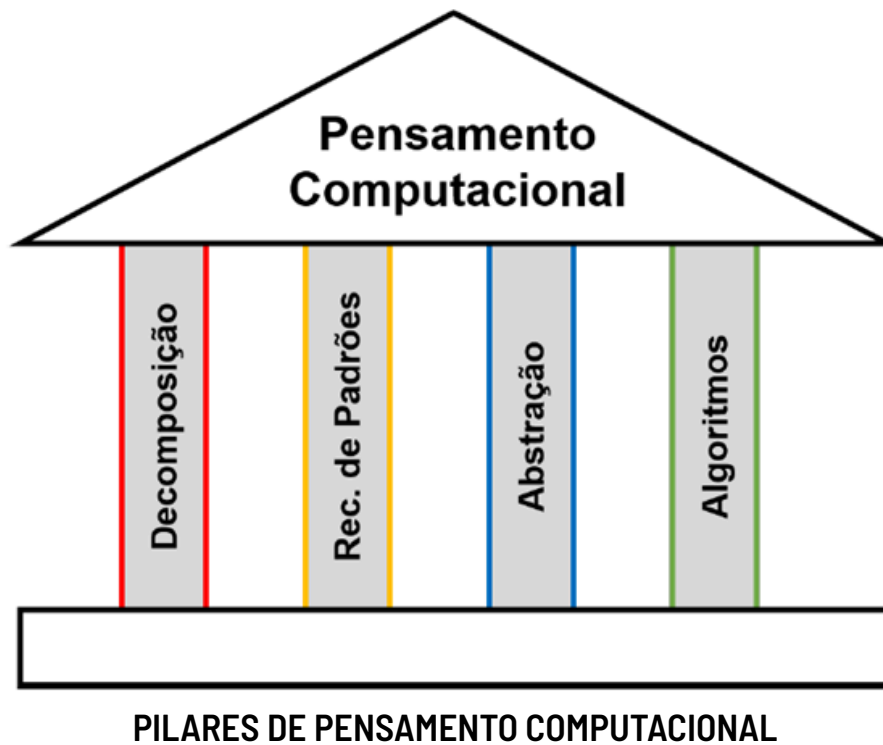 Pensamento
Computacional
Decomposição
Rec. de Padrões
Abstração
Algoritmos
PILARES DE PENSAMENTO COMPUTACIONAL